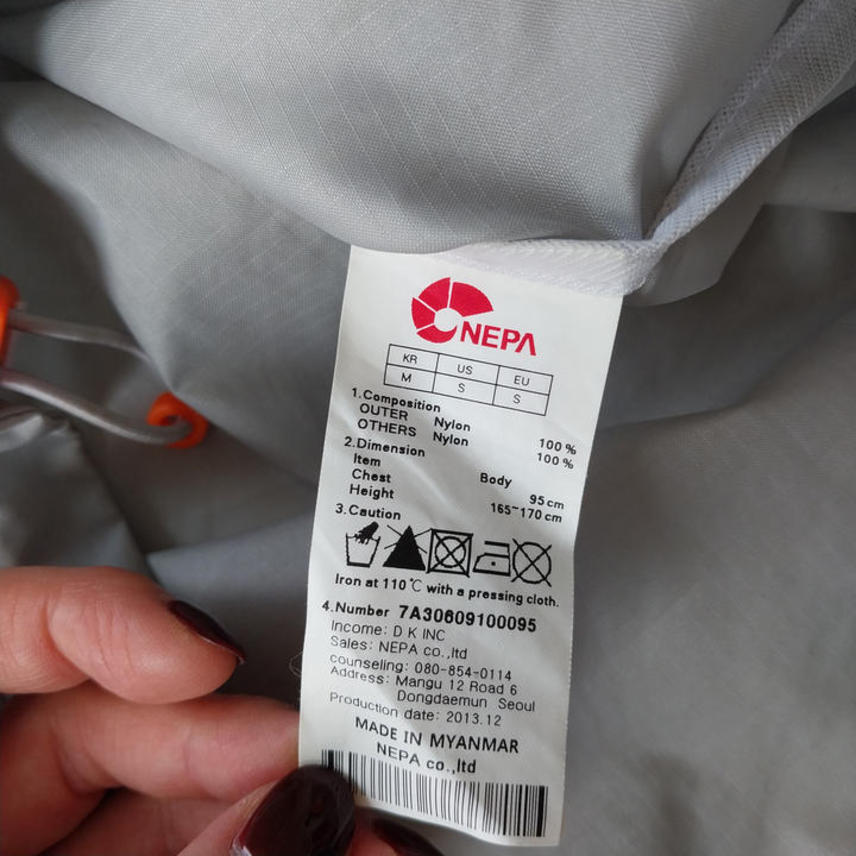 NEPA
KR US EU
M S S
1.Composition
OUTER Nylon 100 %
OTHERS Nylon 100 %
2.Dimension
Item Body
Chest 95 cm
Height 165~170 cm
3.Caution
Iron at 110℃ with a pressing cloth.
4.Number 7A30609100095
Income: D K INC
Sales: NEPA co.,ltd
counseling: 080-854-0114
Address: Mangu 12 Road 6
Dongdaemun Seoul
Production date: 2013.12
MADE IN MYANMAR
NEPA co.,ltd